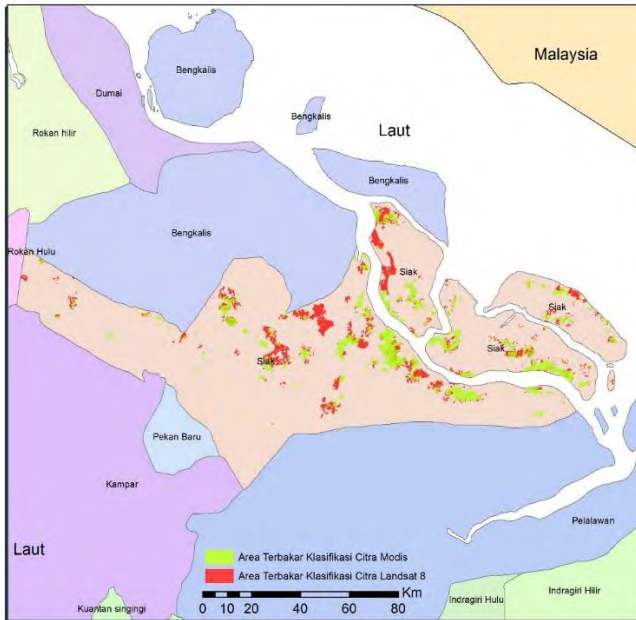 Malaysia
Bengkalis
Dumai
Bengkalis
Laut
Rokan hilir
Bengkalis
Bengkalis
Rokan Hulu
Siak
Siak
Siak
Siak
Pekan Baru
Kampar
Pelalawan
Laut
Area Terbakar Klasifikasi Citra Modis
Area Terbakar Klasifikasi Citra Landsat 8
Km
0 5 10 20 40 60 80
Kuantan singingi
Indragiri Hulu
Indragiri Hilir